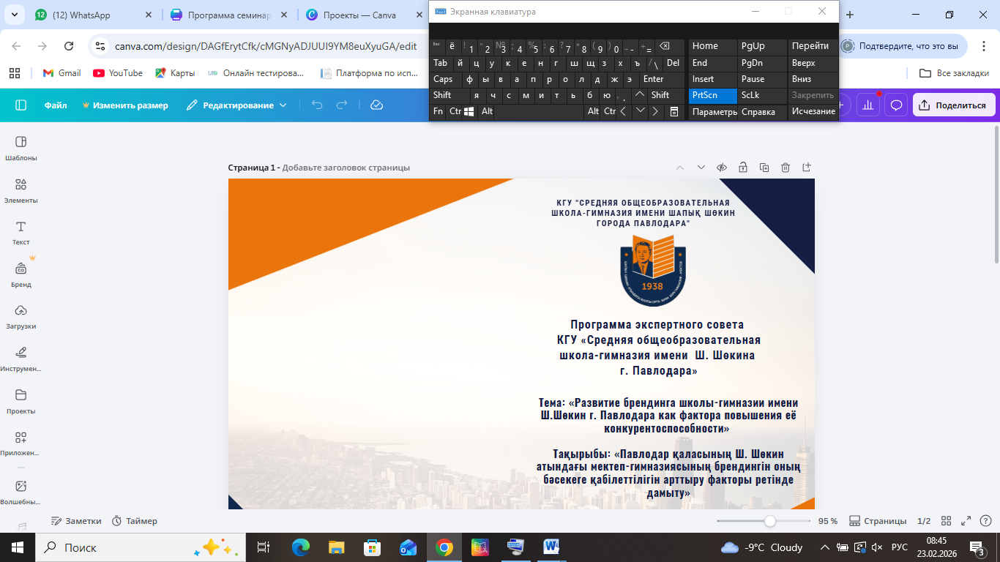 (12) WhatsApp
Программа семинар
Проекты — Canva
Экранная клавиатура
canva.com/design/DAGfErytCfk/cMGNyADJUUI9YM8euXyuGA/edit
Подтвердите, что это вы
Gmail
YouTube
Карты
Онлайн тестирова...
Платформа по исп...
Все закладки
Esc ё ! 1 " 2 № 3 ; 4 % 5 : 6 ? 7 * 8 ( 9 ) 0 _ - + =
Tab й ц у к е н г ш щ з х ъ / \ Del
Caps ф ы в а п р о л д ж э Enter
Shift я ч с м и т ь б ю , . Shift
Fn Ctr Alt Alt Ctr
Home PgUp Перейти
End PgDn Вверх
Insert Pause Вниз
PrtScn ScLk Закрепить
Параметры Справка Исчезание
Файл
Изменить размер
Редактирование
Поделиться
Шаблоны
Элементы
Текст
Бренд
Загрузки
Инструмен...
Проекты
Приложен...
Волшебны...
Страница 1 - Добавьте заголовок страницы
КГУ "СРЕДНЯЯ ОБЩЕОБРАЗОВАТЕЛЬНАЯ
ШКОЛА-ГИМНАЗИЯ ИМЕНИ ШАПЫҚ ШӨКИН
ГОРОДА ПАВЛОДАРА"
1938
Программа экспертного совета
КГУ «Средняя общеобразовательная
школа-гимназия имени Ш. Шөкина
г. Павлодара»
Тема: «Развитие брендинга школы-гимназии имени
Ш.Шөкин г. Павлодара как фактора повышения её
конкурентоспособности»
Тақырыбы: «Павлодар қаласының Ш. Шөкин
атындағы мектеп-гимназиясының брендингін оның
бәсекеге қабілеттілігін арттыру факторы ретінде
дамыту»
Заметки
Таймер
95 %
Страницы
1/2
Поиск
-9°C Cloudy
РУС
08:45
23.02.2026
3